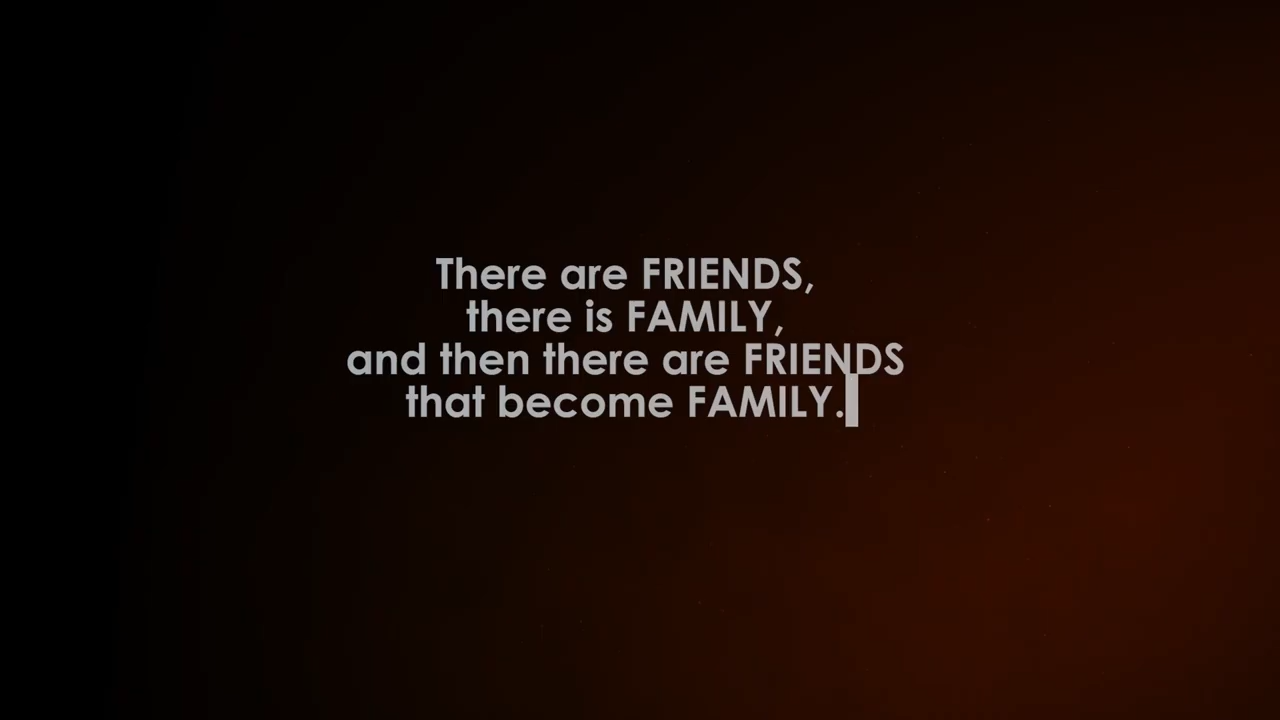 There are FRIENDS,
there is FAMILY,
and then there are FRIENDS
that become FAMILY.